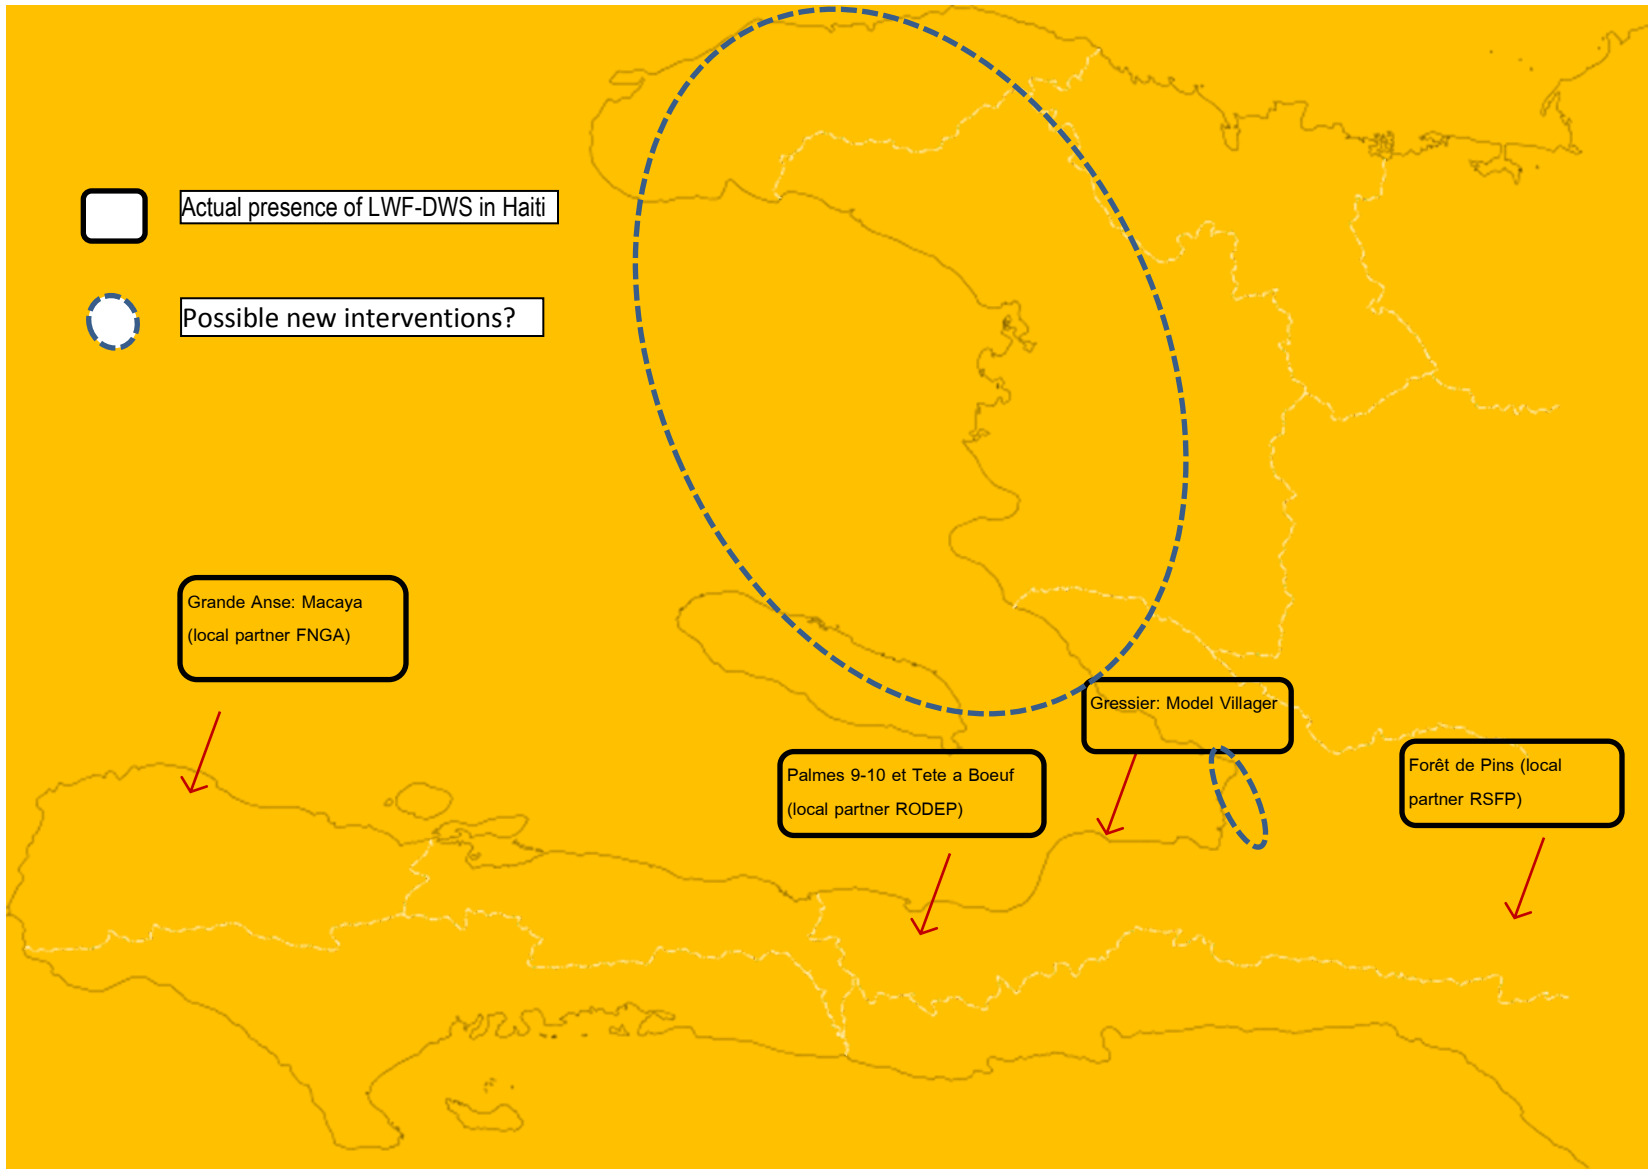 Actual presence of LWF-DWS in Haiti
Possible new interventions?
Grande Anse: Macaya
(local partner FNGA)
Gressier: Model Villager
Palmes 9-10 et Tete a Boeuf
(local partner RODEP)
Forêt de Pins (local
partner RSFP)